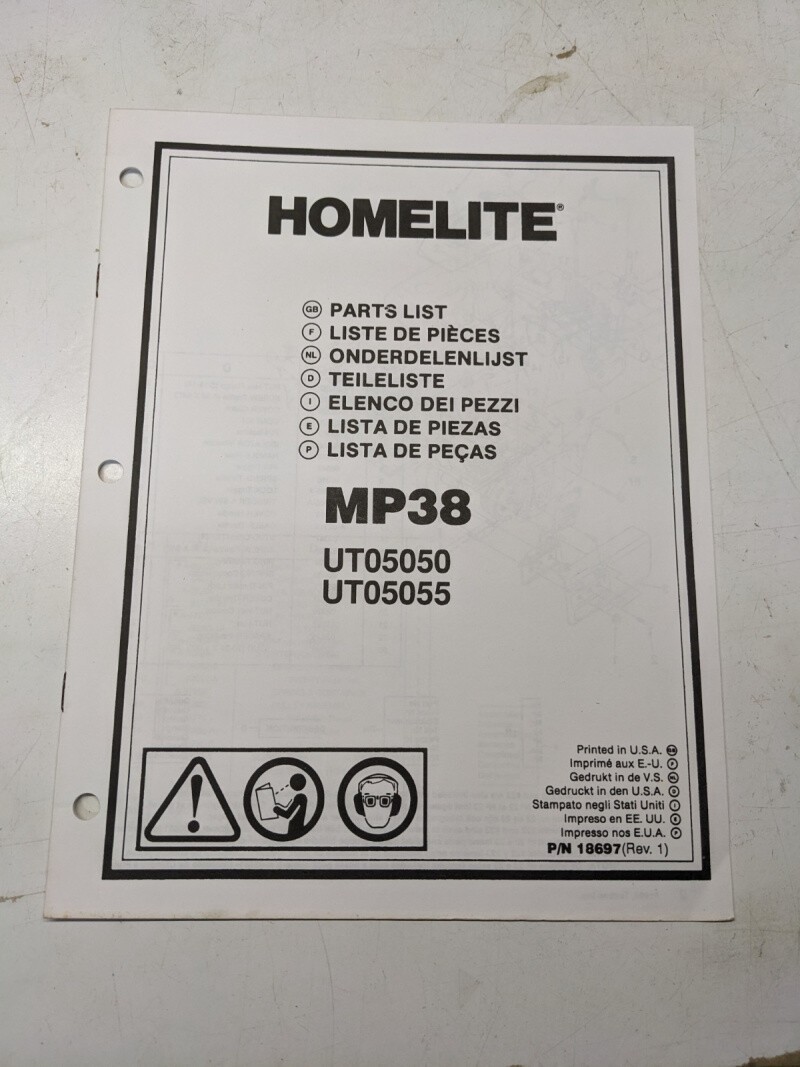 HOMELITE®
GB PARTS LIST
F LISTE DE PIÈCES
NL ONDERDELENLIJST
D TEILELISTE
I ELENCO DEI PEZZI
E LISTA DE PIEZAS
P LISTA DE PEÇAS
MP38
UT05050
UT05055
Printed in U.S.A. GB
Imprimé aux E.-U. F
Gedrukt in de V.S. NL
Gedruckt in den U.S.A. D
Stampato negli Stati Uniti I
Impreso en EE. UU. E
Impresso nos E.U.A. P
P/N 18697(Rev. 1)